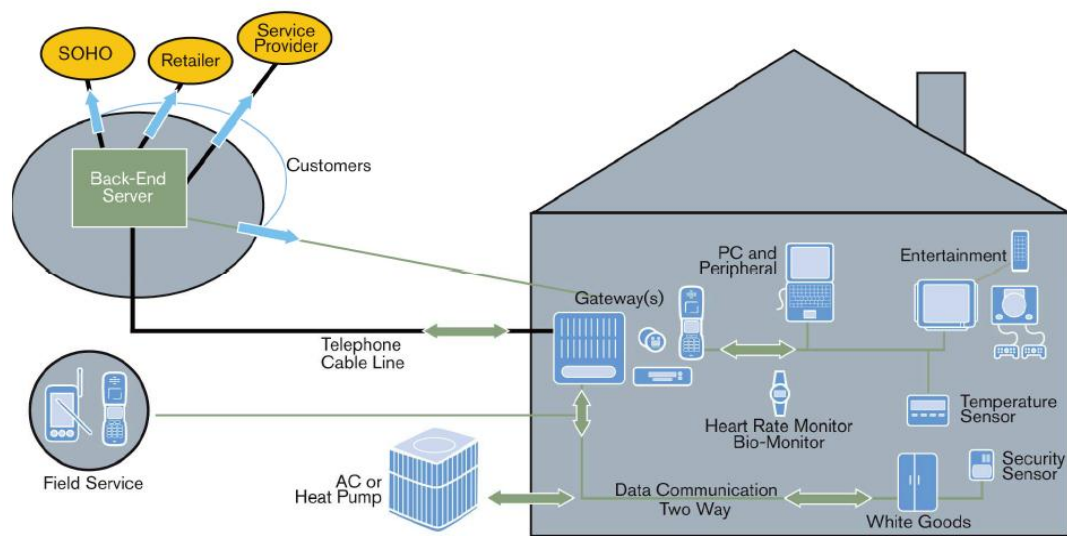 SOHO
Retailer
Service
Provider
Customers
Back-End
Server
Telephone
Cable Line
Field Service
AC or
Heat Pump
Gateway(s)
PC and
Peripheral
Entertainment
Heart Rate Monitor
Bio-Monitor
Temperature
Sensor
Data Communication
Two Way
White Goods
Security
Sensor